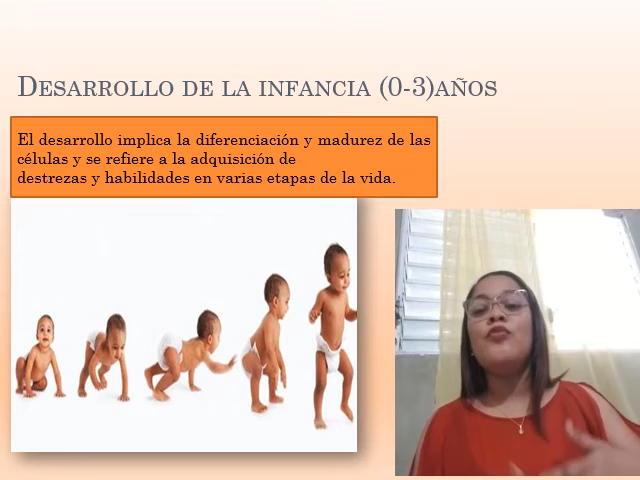 Desarrollo de la infancia (0-3)años
El desarrollo implica la diferenciación y madurez de las
células y se refiere a la adquisición de
destrezas y habilidades en varias etapas de la vida.